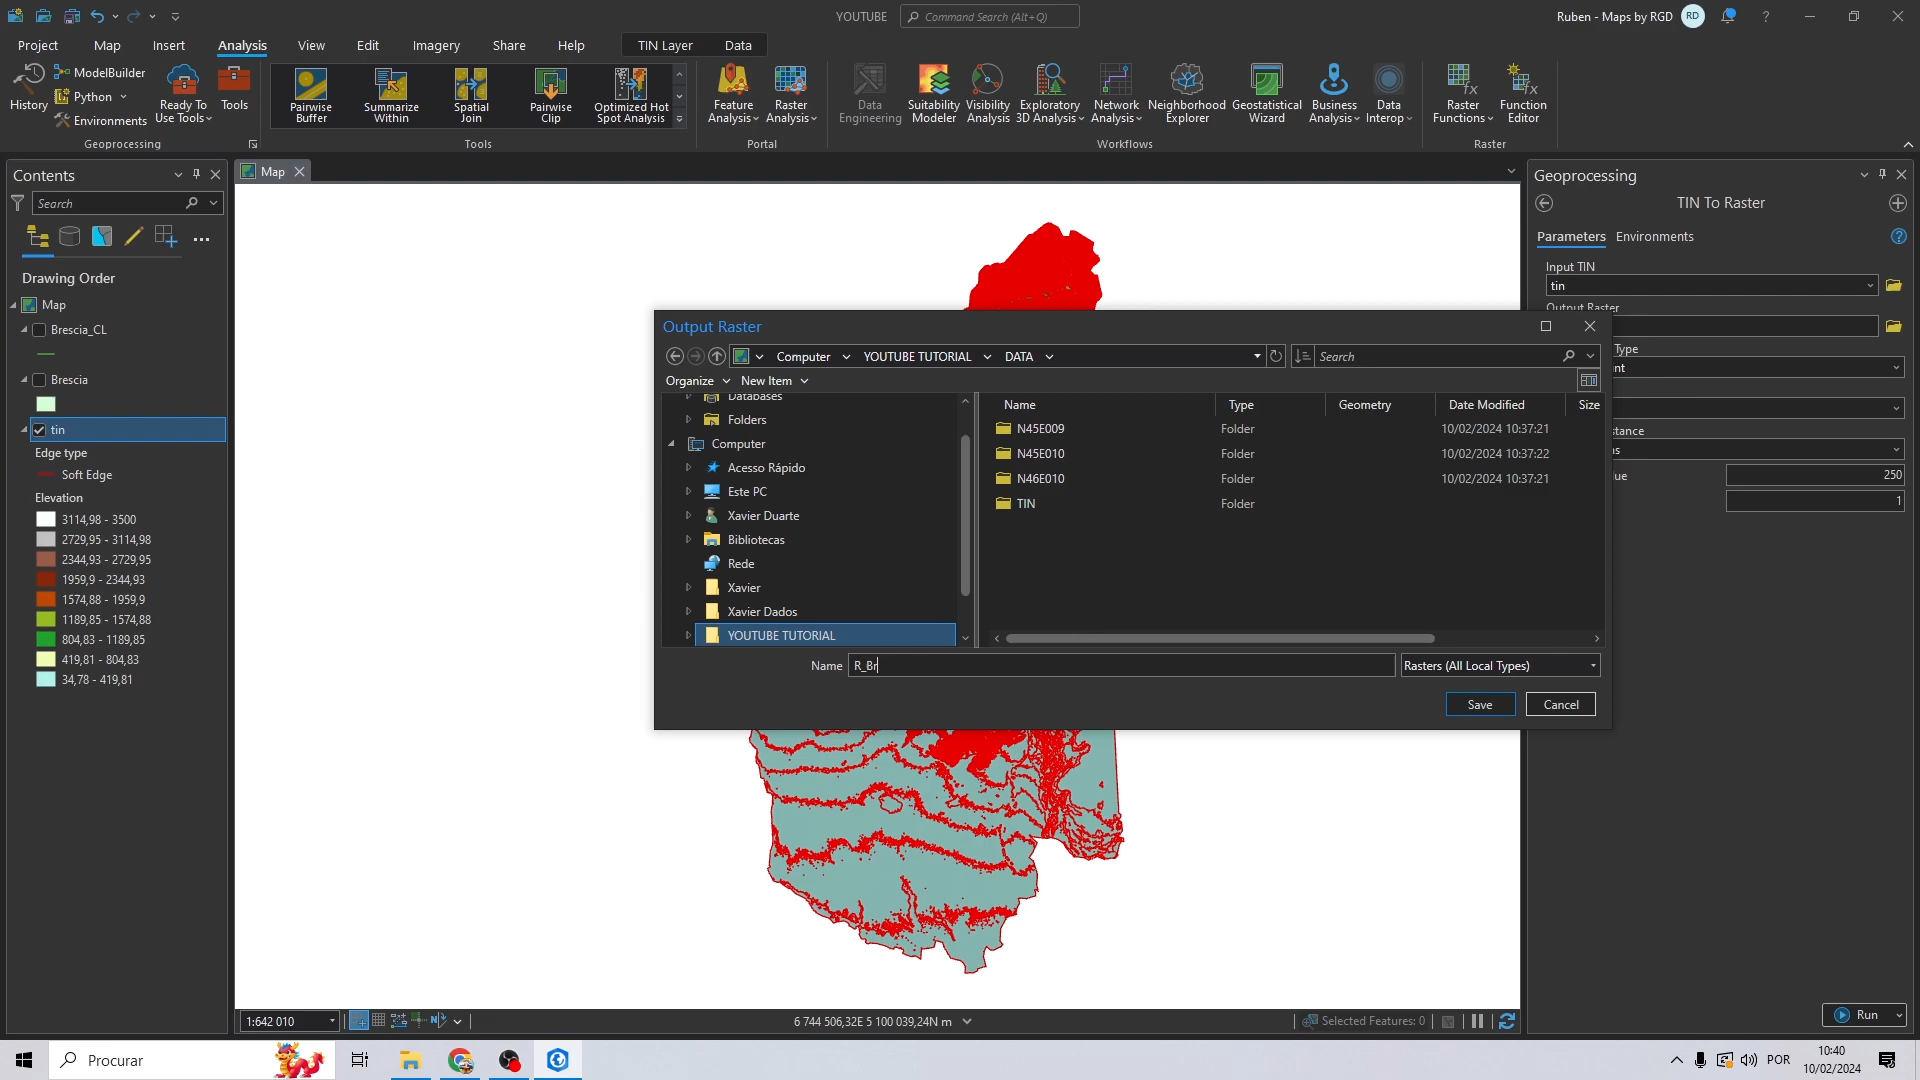 YOUTUBE
Command Search (Alt+Q)
Ruben - Maps by RGD
RD
?
Project
Map
Insert
Analysis
View
Edit
Imagery
Share
Help
TIN Layer
Data
History
ModelBuilder
Python
Environments
Ready To
Use Tools
Tools
Pairwise
Buffer
Summarize
Within
Spatial
Join
Pairwise
Clip
Optimized Hot
Spot Analysis
Feature
Analysis
Raster
Analysis
Data
Engineering
Suitability
Modeler
Visibility
Analysis
Exploratory
3D Analysis
Network
Analysis
Neighborhood
Explorer
Geostatistical
Wizard
Business
Analysis
Data
Interop
Raster
Functions
Function
Editor
Geoprocessing
Tools
Portal
Workflows
Raster
Contents
Search
Drawing Order
Map
Brescia_CL
Brescia
tin
Edge type
Soft Edge
Elevation
3114,98 - 3500
2729,95 - 3114,98
2344,93 - 2729,95
1959,9 - 2344,93
1574,88 - 1959,9
1189,85 - 1574,88
804,83 - 1189,85
419,81 - 804,83
34,78 - 419,81
Map
Output Raster
Computer
YOUTUBE TUTORIAL
DATA
Search
Organize
New Item
Databases
Folders
Computer
Acesso Rápido
Este PC
Xavier Duarte
Bibliotecas
Rede
Xavier
Xavier Dados
YOUTUBE TUTORIAL
Name Type Geometry Date Modified Size
N45E009 Folder 10/02/2024 10:37:21
N45E010 Folder 10/02/2024 10:37:22
N46E010 Folder 10/02/2024 10:37:21
TIN Folder
Name R_Br Rasters (All Local Types)
Save
Cancel
Geoprocessing
TIN To Raster
Parameters
Environments
?
Input TIN
tin
Output Raster
Type
nt
stance
s
ue 250
1
Run
1:642 010
6 744 506,32E 5 100 039,24N m
Selected Features: 0
Procurar
POR
10:40
10/02/2024